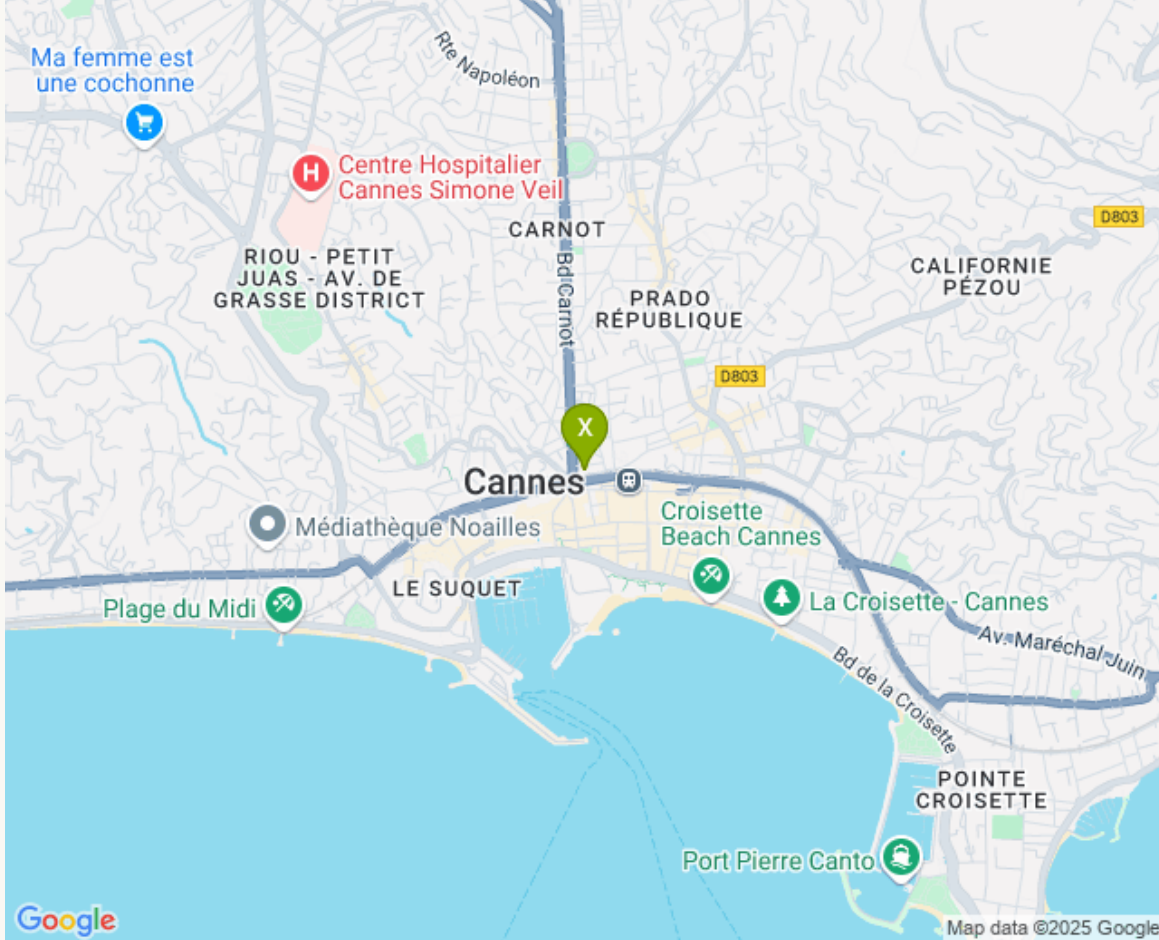 Rte Napoléon
Ma femme est
une cochonne
H
Centre Hospitalier
Cannes Simone Veil
D803
CARNOT
RIOU - PETIT
JUAS - AV. DE
GRASSE DISTRICT
Bd Carnot
CALIFORNIE
PÉZOU
PRADO
RÉPUBLIQUE
D803
X
Cannes
Médiathèque Noailles
Croisette
Beach Cannes
LE SUQUET
Plage du Midi
La Croisette - Cannes
Av. Maréchal Juin
Bd de la Croisette
POINTE
CROISETTE
Port Pierre Canto
Google
Map data ©2025 Google